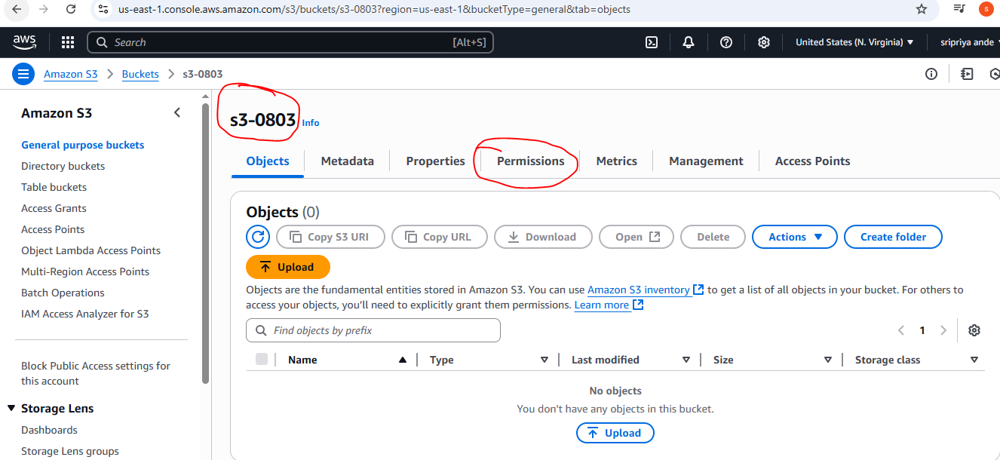 us-east-1.console.aws.amazon.com/s3/buckets/s3-0803?region=us-east-1&bucketType=general&tab=objects
S
aws
Search
[Alt+S]
United States (N. Virginia)
sripriya ande
Amazon S3 > Buckets > s3-0803
Amazon S3
General purpose buckets
Directory buckets
Table buckets
Access Grants
Access Points
Object Lambda Access Points
Multi-Region Access Points
Batch Operations
IAM Access Analyzer for S3
Block Public Access settings for
this account
Storage Lens
Dashboards
Storage Lens groups
s3-0803 Info
Objects Metadata Properties Permissions Metrics Management Access Points
Objects (0)
Copy S3 URI Copy URL Download Open Delete Actions Create folder
Upload
Objects are the fundamental entities stored in Amazon S3. You can use Amazon S3 inventory to get a list of all objects in your bucket. For others to
access your objects, you'll need to explicitly grant them permissions. Learn more
Find objects by prefix
1
Name Type Last modified Size Storage class
No objects
You don't have any objects in this bucket.
Upload